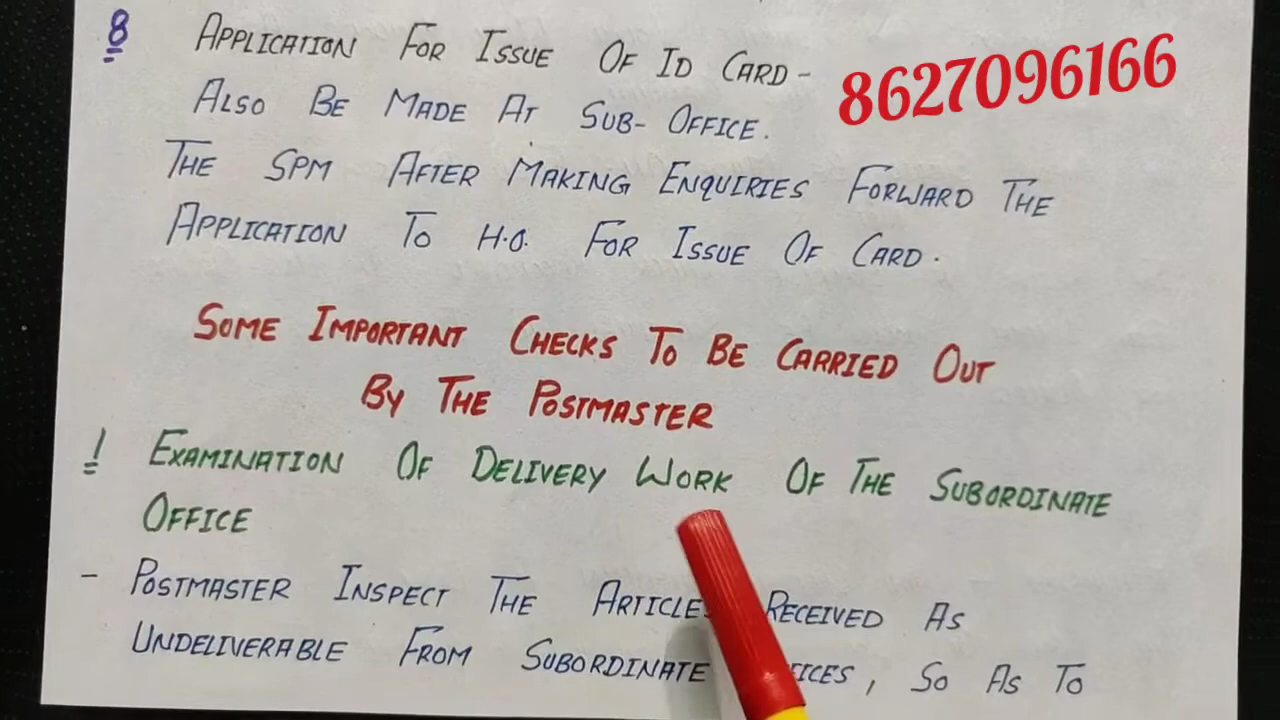 8 APPLICATION FOR ISSUE OF ID CARD-
8627096166
ALSO BE MADE AT SUB-OFFICE.
THE SPM AFTER MAKING ENQUIRIES FORWARD THE
APPLICATION TO H.O. FOR ISSUE OF CARD.
SOME IMPORTANT CHECKS TO BE CARRIED OUT
BY THE POSTMASTER
1 EXAMINATION OF DELIVERY WORK OF THE SUBORDINATE
OFFICE
- POSTMASTER INSPECT THE ARTICLES RECEIVED AS
UNDELIVERABLE FROM SUBORDINATE , SO AS TO